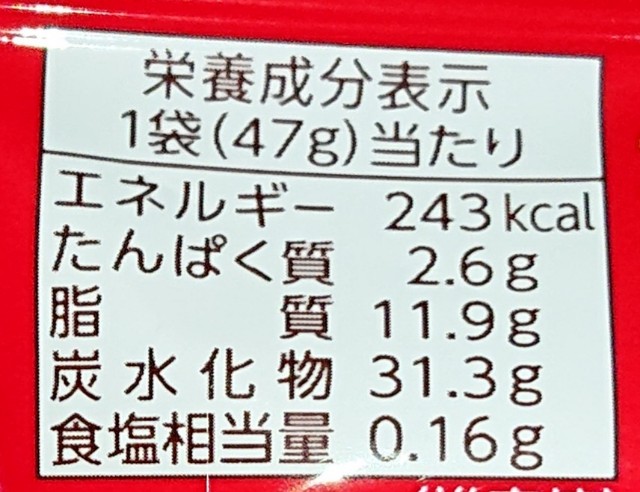 栄養成分表示
1袋(47g)当たり
エネルギー 243kcal
たんぱく質 2.6g
脂質 11.9g
炭水化物 31.3g
食塩相当量 0.16g